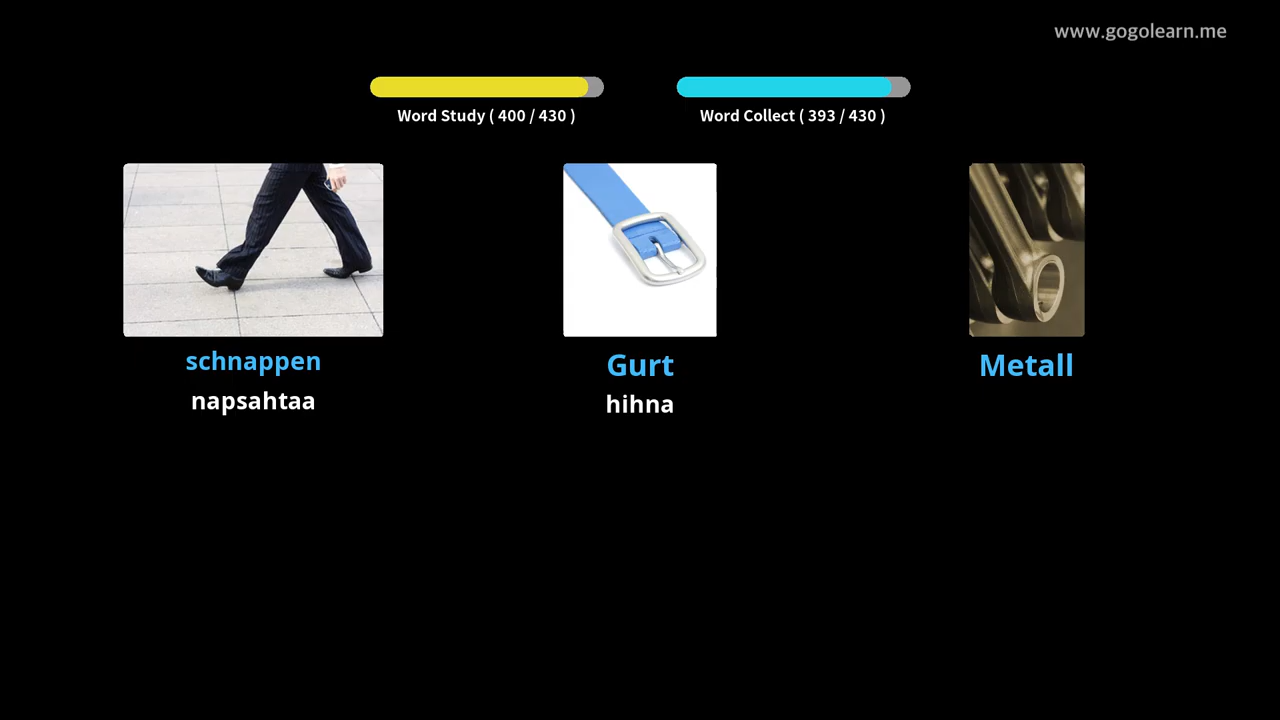 www.gogolearn.me
Word Study ( 400 / 430 )
Word Collect ( 393 / 430 )
schnappen
napsahtaa
Gurt
hihna
Metall